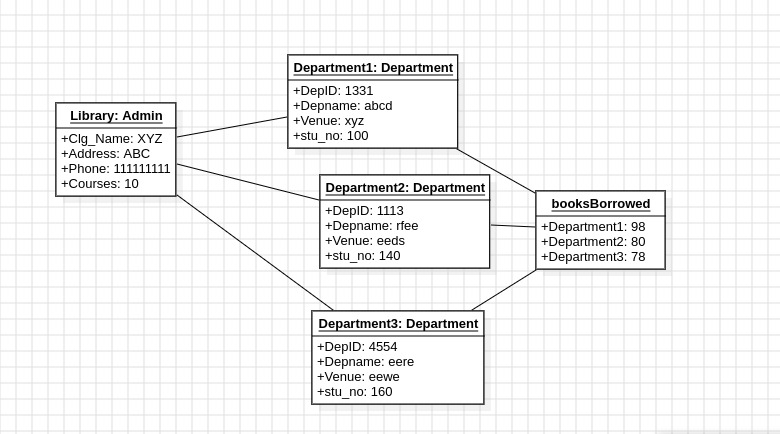 Library: Admin
+Clg_Name: XYZ
+Address: ABC
+Phone: 111111111
+Courses: 10
Department1: Department
+DepID: 1331
+Depname: abcd
+Venue: xyz
+stu_no: 100
Department2: Department
+DepID: 1113
+Depname: rfee
+Venue: eeds
+stu_no: 140
Department3: Department
+DepID: 4554
+Depname: eere
+Venue: eewe
+stu_no: 160
booksBorrowed
+Department1: 98
+Department2: 80
+Department3: 78